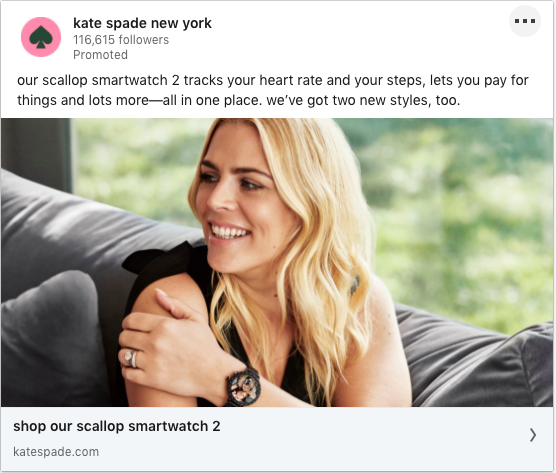 kate spade new york
116,615 followers
Promoted
our scallop smartwatch 2 tracks your heart rate and your steps, lets you pay for
things and lots more—all in one place. we’ve got two new styles, too.
shop our scallop smartwatch 2
katespade.com